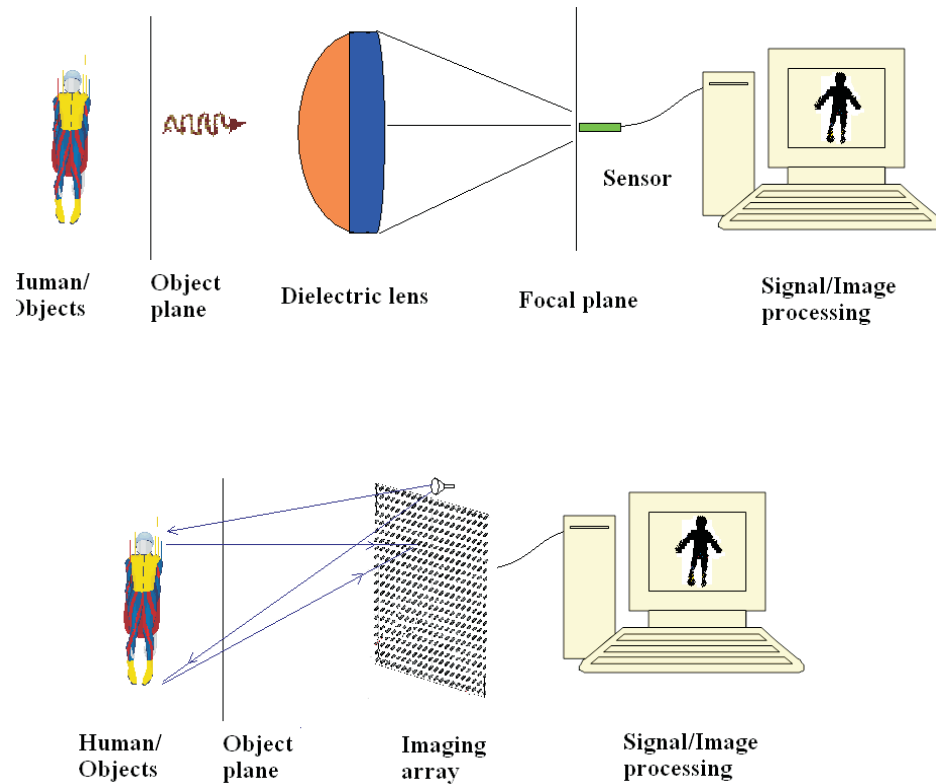 Sensor
Human/
Objects
Object
plane
Dielectric lens
Focal plane
Signal/Image
processing
Human/
Objects
Object
plane
Imaging
array
Signal/Image
processing